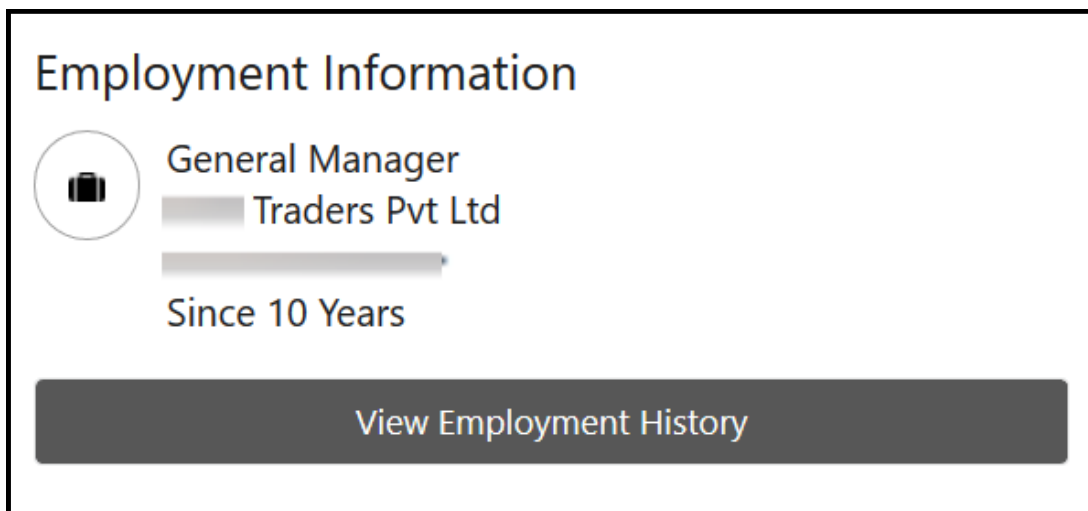 Employment Information
General Manager
Traders Pvt Ltd
Since 10 Years
View Employment History